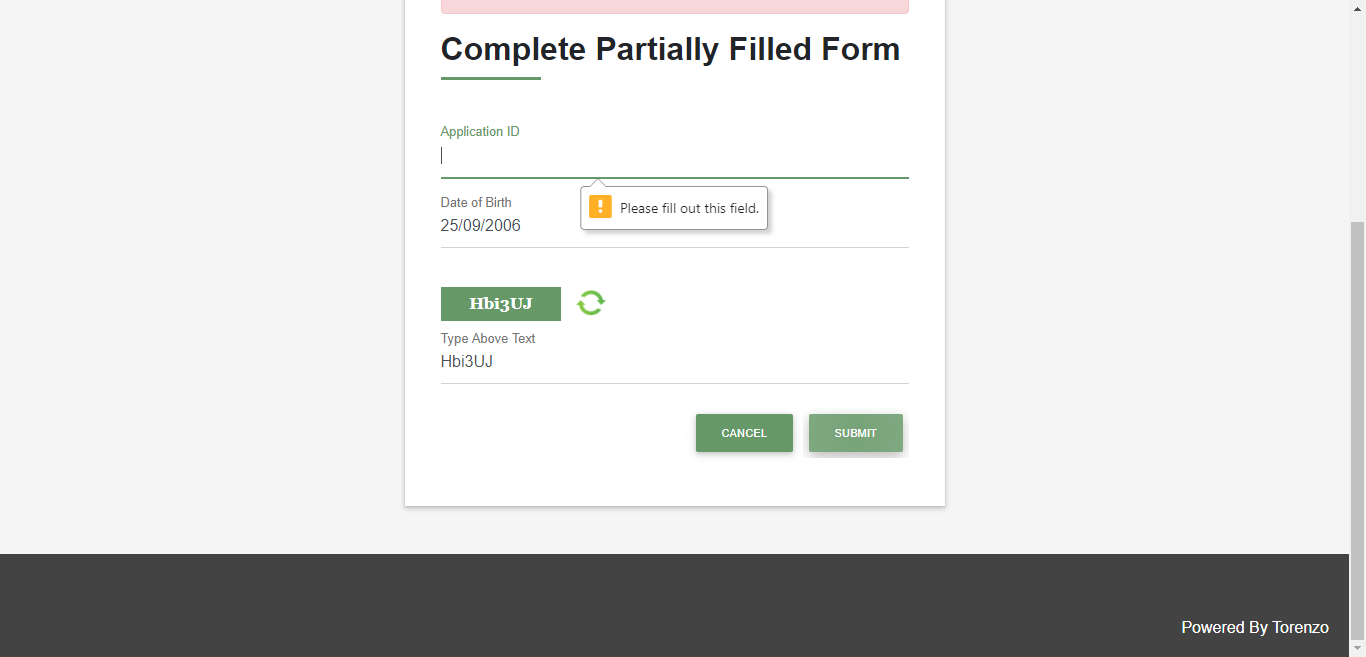 Complete Partially Filled Form
Application ID
Please fill out this field.
Date of Birth
25/09/2006
Hbi3UJ
Type Above Text
Hbi3UJ
CANCEL
SUBMIT
Powered By Torenzo